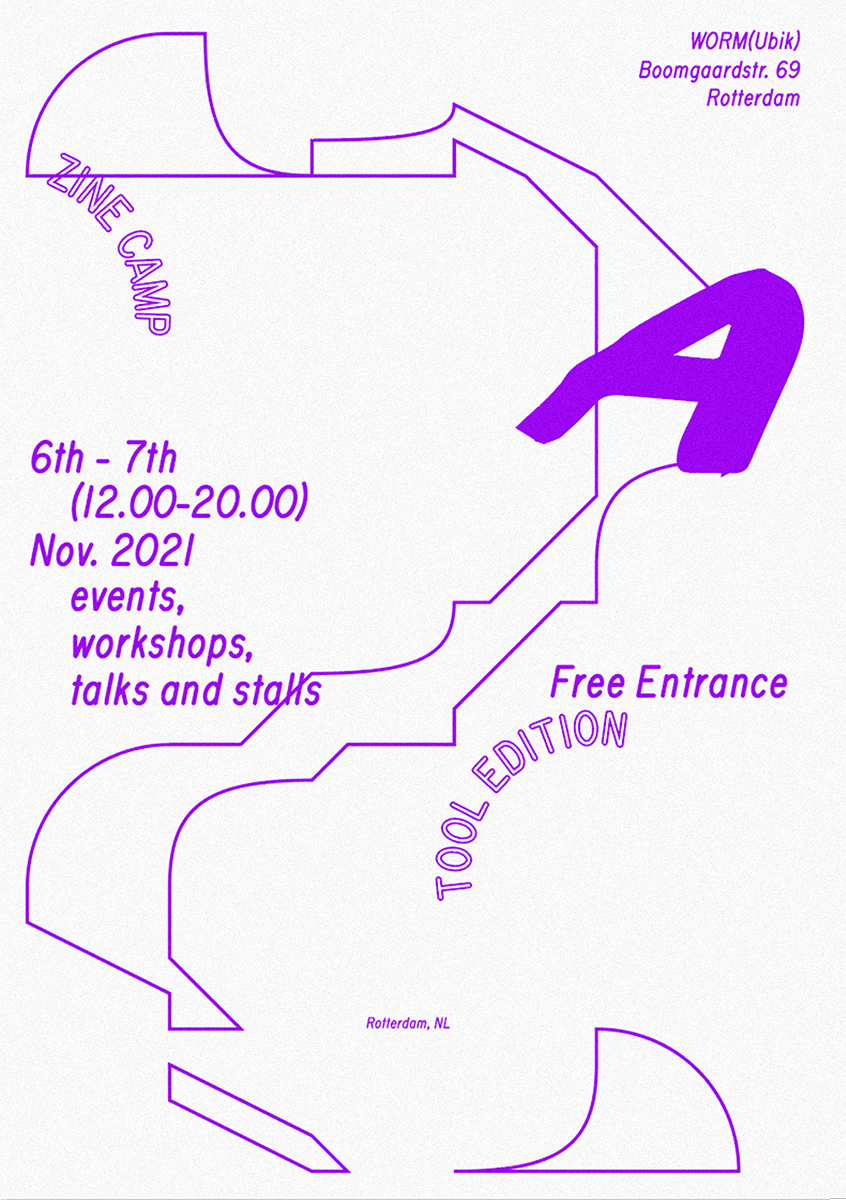 WORM(Ubik)
Boomgaardstr. 69
Rotterdam
ZINE CAMP
A
6th - 7th
(12.00-20.00)
Nov. 2021
events,
workshops,
talks and stalls
Free Entrance
TOOL EDITION
Rotterdam, NL